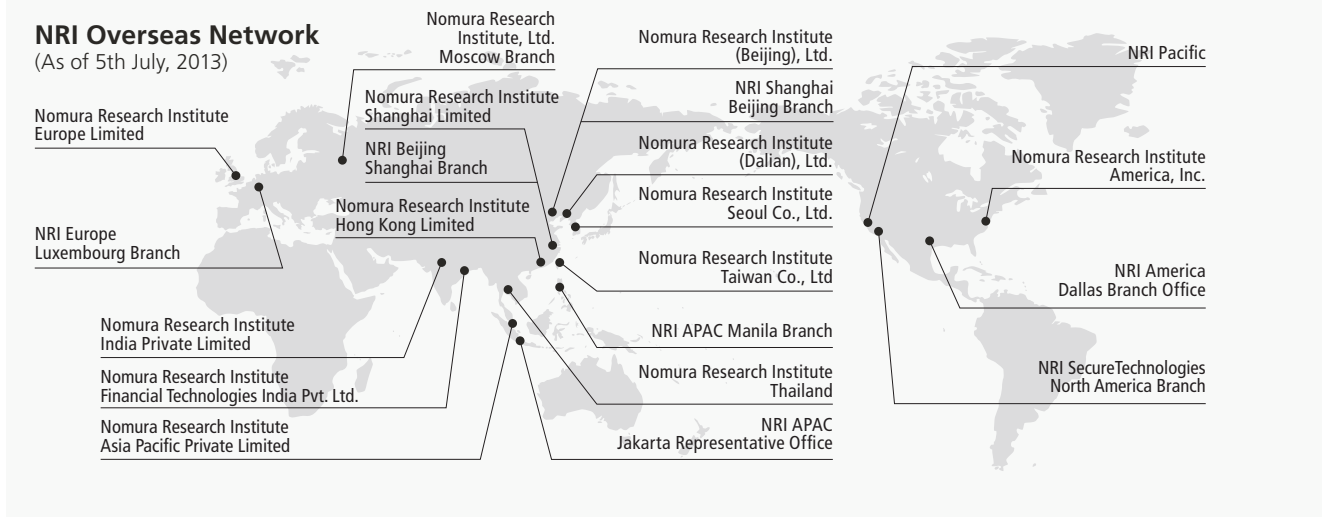 NRI Overseas Network
(As of 5th July, 2013)
Nomura Research
Institute, Ltd.
Moscow Branch
Nomura Research Institute
Europe Limited
NRI Europe
Luxembourg Branch
Nomura Research Institute
Shanghai Limited
NRI Beijing
Shanghai Branch
Nomura Research Institute
Hong Kong Limited
Nomura Research Institute
India Private Limited
Nomura Research Institute
Financial Technologies India Pvt. Ltd.
Nomura Research Institute
Asia Pacific Private Limited
Nomura Research Institute
(Beijing), Ltd.
NRI Shanghai
Beijing Branch
Nomura Research Institute
(Dalian), Ltd.
Nomura Research Institute
Seoul Co., Ltd.
Nomura Research Institute
Taiwan Co., Ltd
NRI APAC Manila Branch
Nomura Research Institute
Thailand
NRI APAC
Jakarta Representative Office
NRI Pacific
Nomura Research Institute
America, Inc.
NRI America
Dallas Branch Office
NRI SecureTechnologies
North America Branch